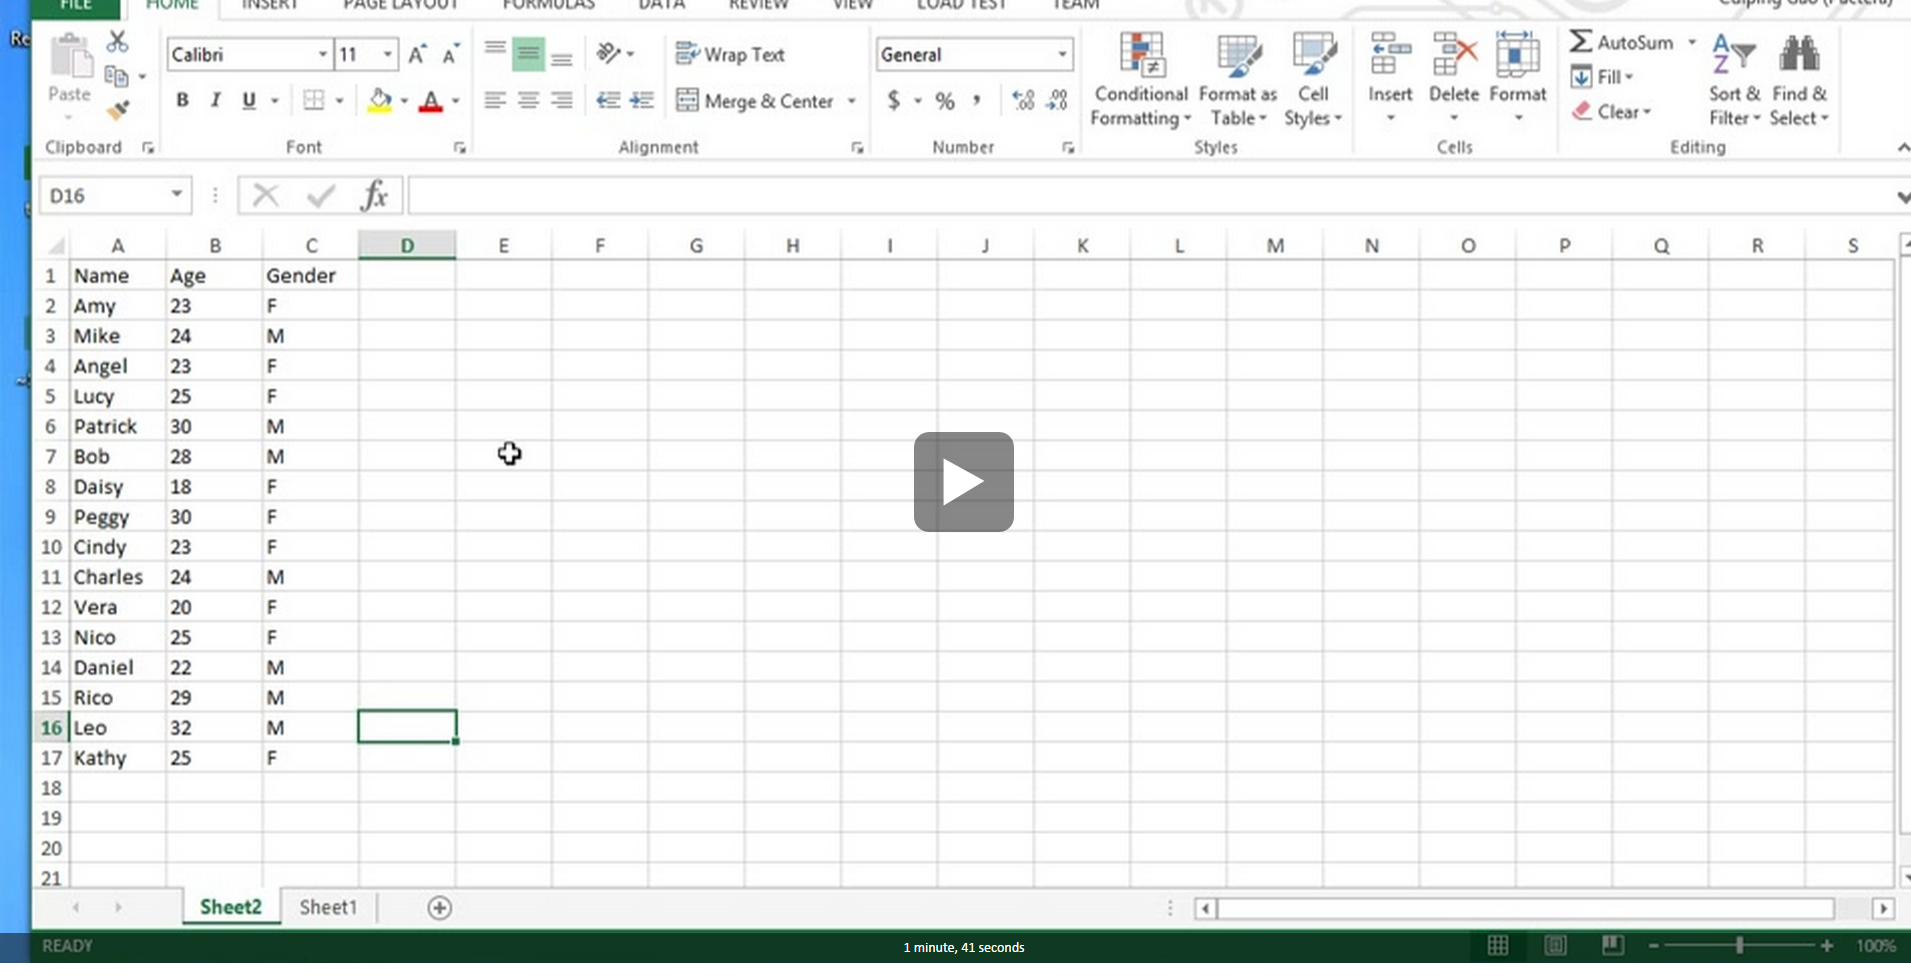 FILE HOME INSERT PAGE LAYOUT FORMULAS DATA REVIEW VIEW LOAD TEST TEAM
Calibri 11 A A Wrap Text General AutoSum
Fill
Paste B I U A Merge & Center $ % Conditional Formatting Format as Table Cell Styles Insert Delete Format Clear Sort & Filter Find & Select
Clipboard Font Alignment Number Styles Cells Editing
D16 fx
A B C D E F G H I J K L M N O P Q R S
1 Name Age Gender
2 Amy 23 F
3 Mike 24 M
4 Angel 23 F
5 Lucy 25 F
6 Patrick 30 M
7 Bob 28 M
8 Daisy 18 F
9 Peggy 30 F
10 Cindy 23 F
11 Charles 24 M
12 Vera 20 F
13 Nico 25 F
14 Daniel 22 M
15 Rico 29 M
16 Leo 32 M
17 Kathy 25 F
18
19
20
21
Sheet2 Sheet1
READY 1 minute, 41 seconds 100%